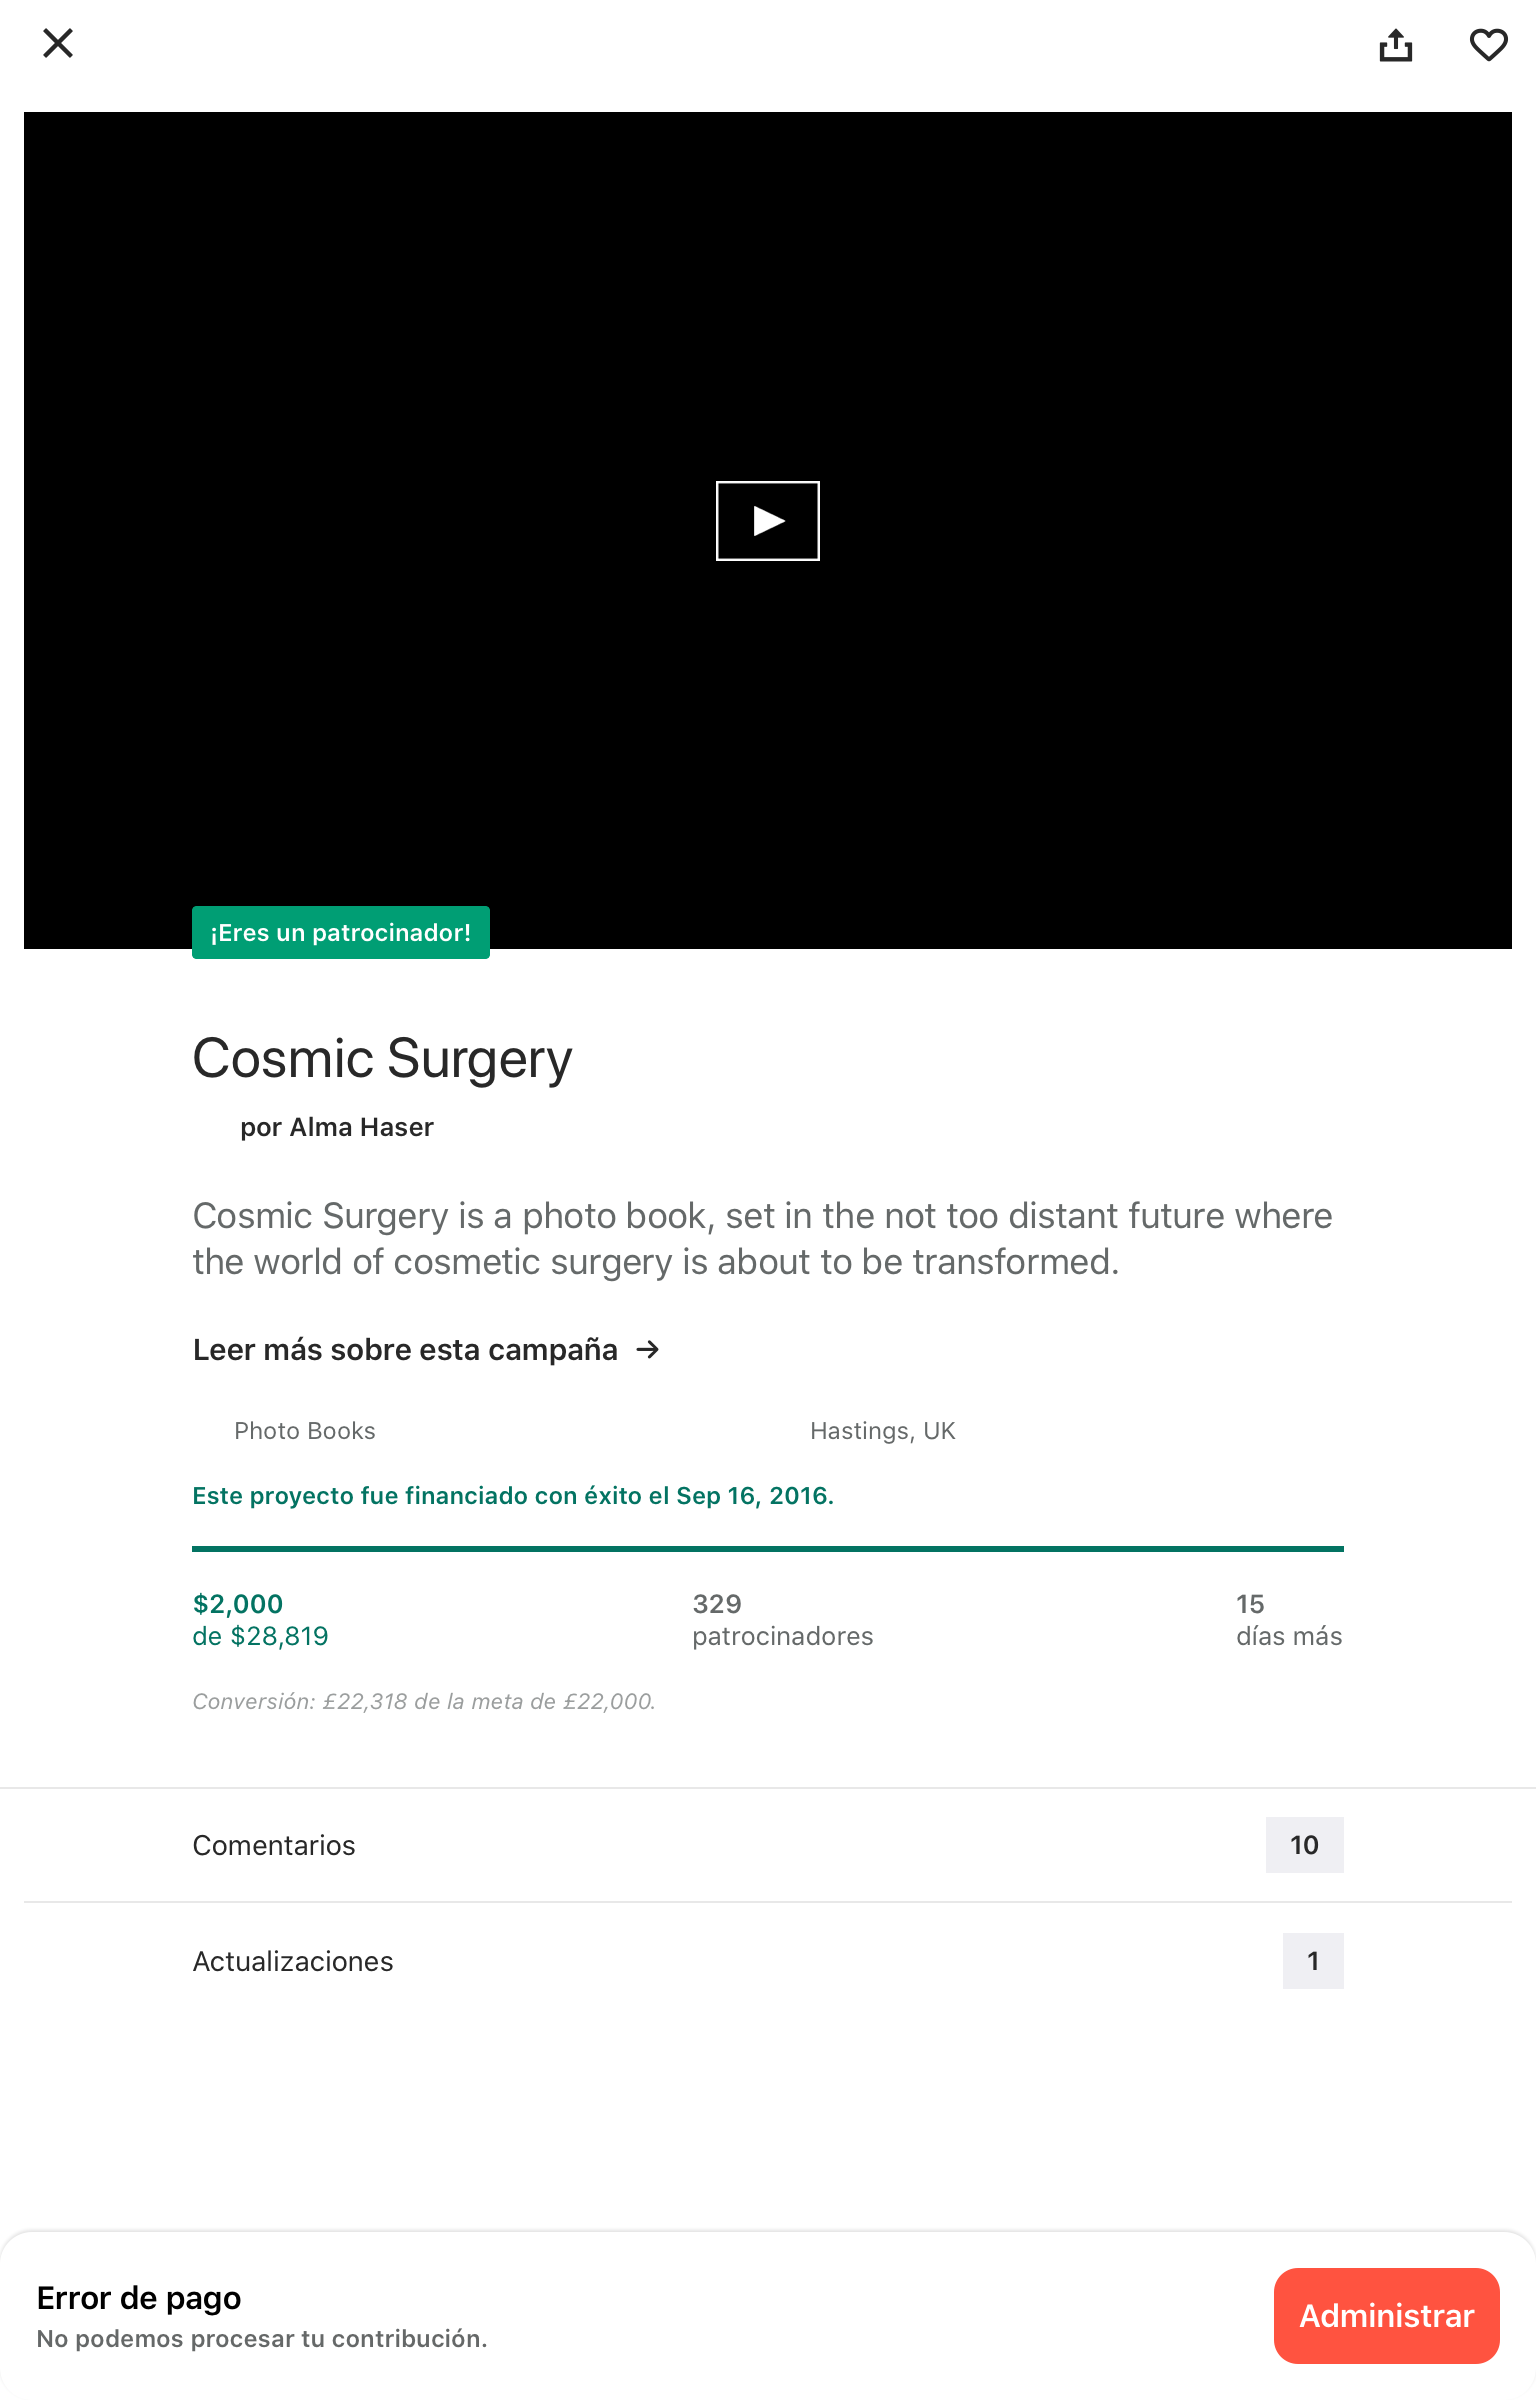 ¡Eres un patrocinador!
Cosmic Surgery
por Alma Haser
Cosmic Surgery is a photo book, set in the not too distant future where
the world of cosmetic surgery is about to be transformed.
Leer más sobre esta campaña
Photo Books
Hastings, UK
Este proyecto fue financiado con éxito el Sep 16, 2016.
$2,000
de $28,819
329
patrocinadores
15
días más
Conversión: £22,318 de la meta de £22,000.
Comentarios
10
Actualizaciones
1
Error de pago
No podemos procesar tu contribución.
Administrar